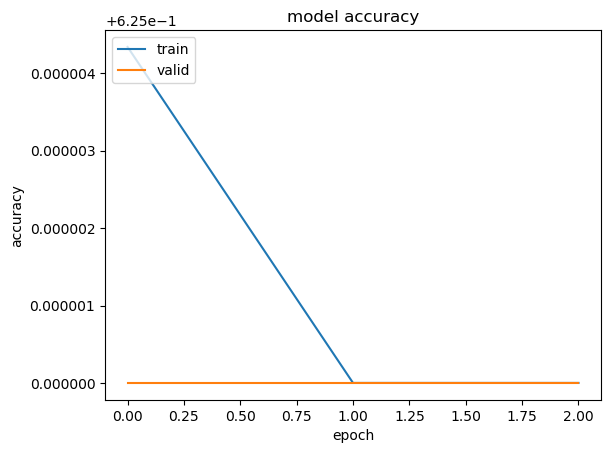 model accuracy
+6.25e−1
train
valid
0.000004
0.000003
0.000002
0.000001
0.000000
accuracy
0.00 0.25 0.50 0.75 1.00 1.25 1.50 1.75 2.00
epoch